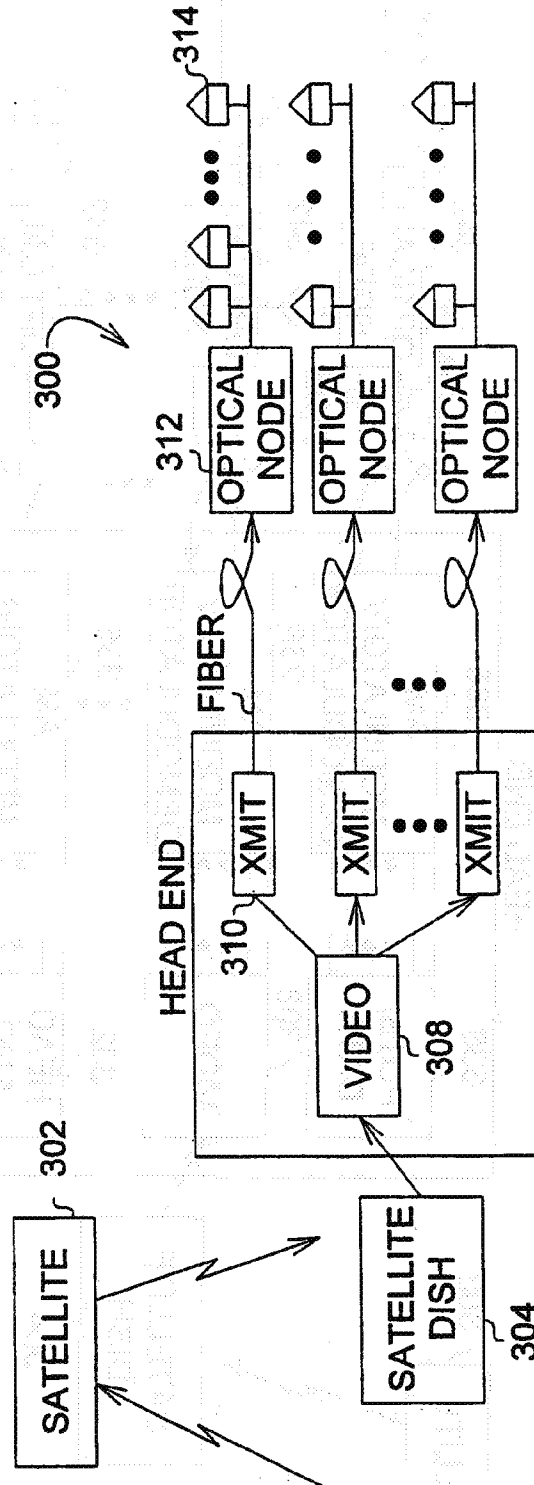 300
SATELLITE
302
SATELLITE
DISH
304
HEAD END
VIDEO
308
310
XMIT
XMIT
XMIT
FIBER
312
OPTICAL
NODE
OPTICAL
NODE
OPTICAL
NODE
314